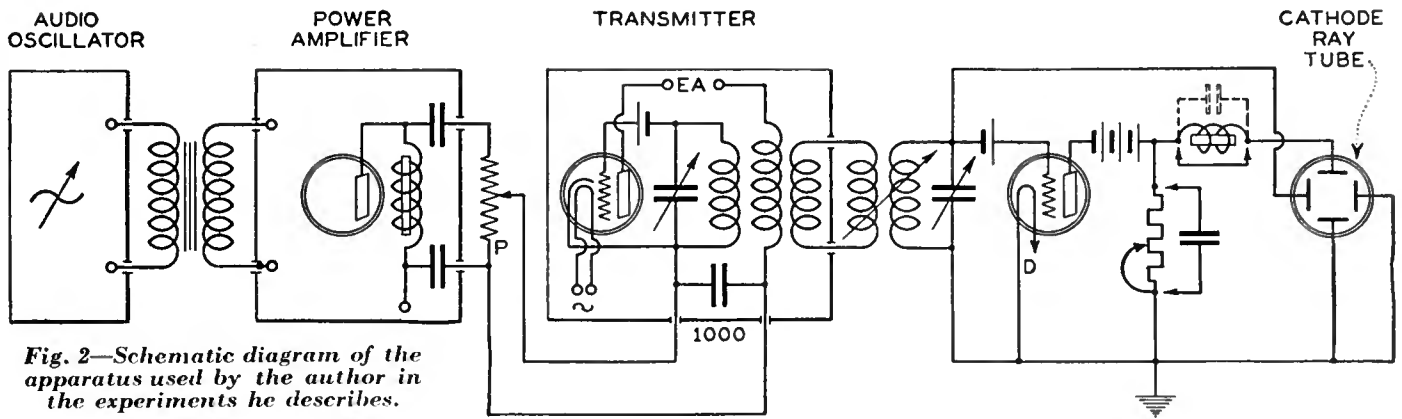 AUDIO
OSCILLATOR
POWER
AMPLIFIER
TRANSMITTER
CATHODE
RAY
TUBE
EA
P
D
1000
Fig. 2—Schematic diagram of the
apparatus used by the author in
the experiments he describes.